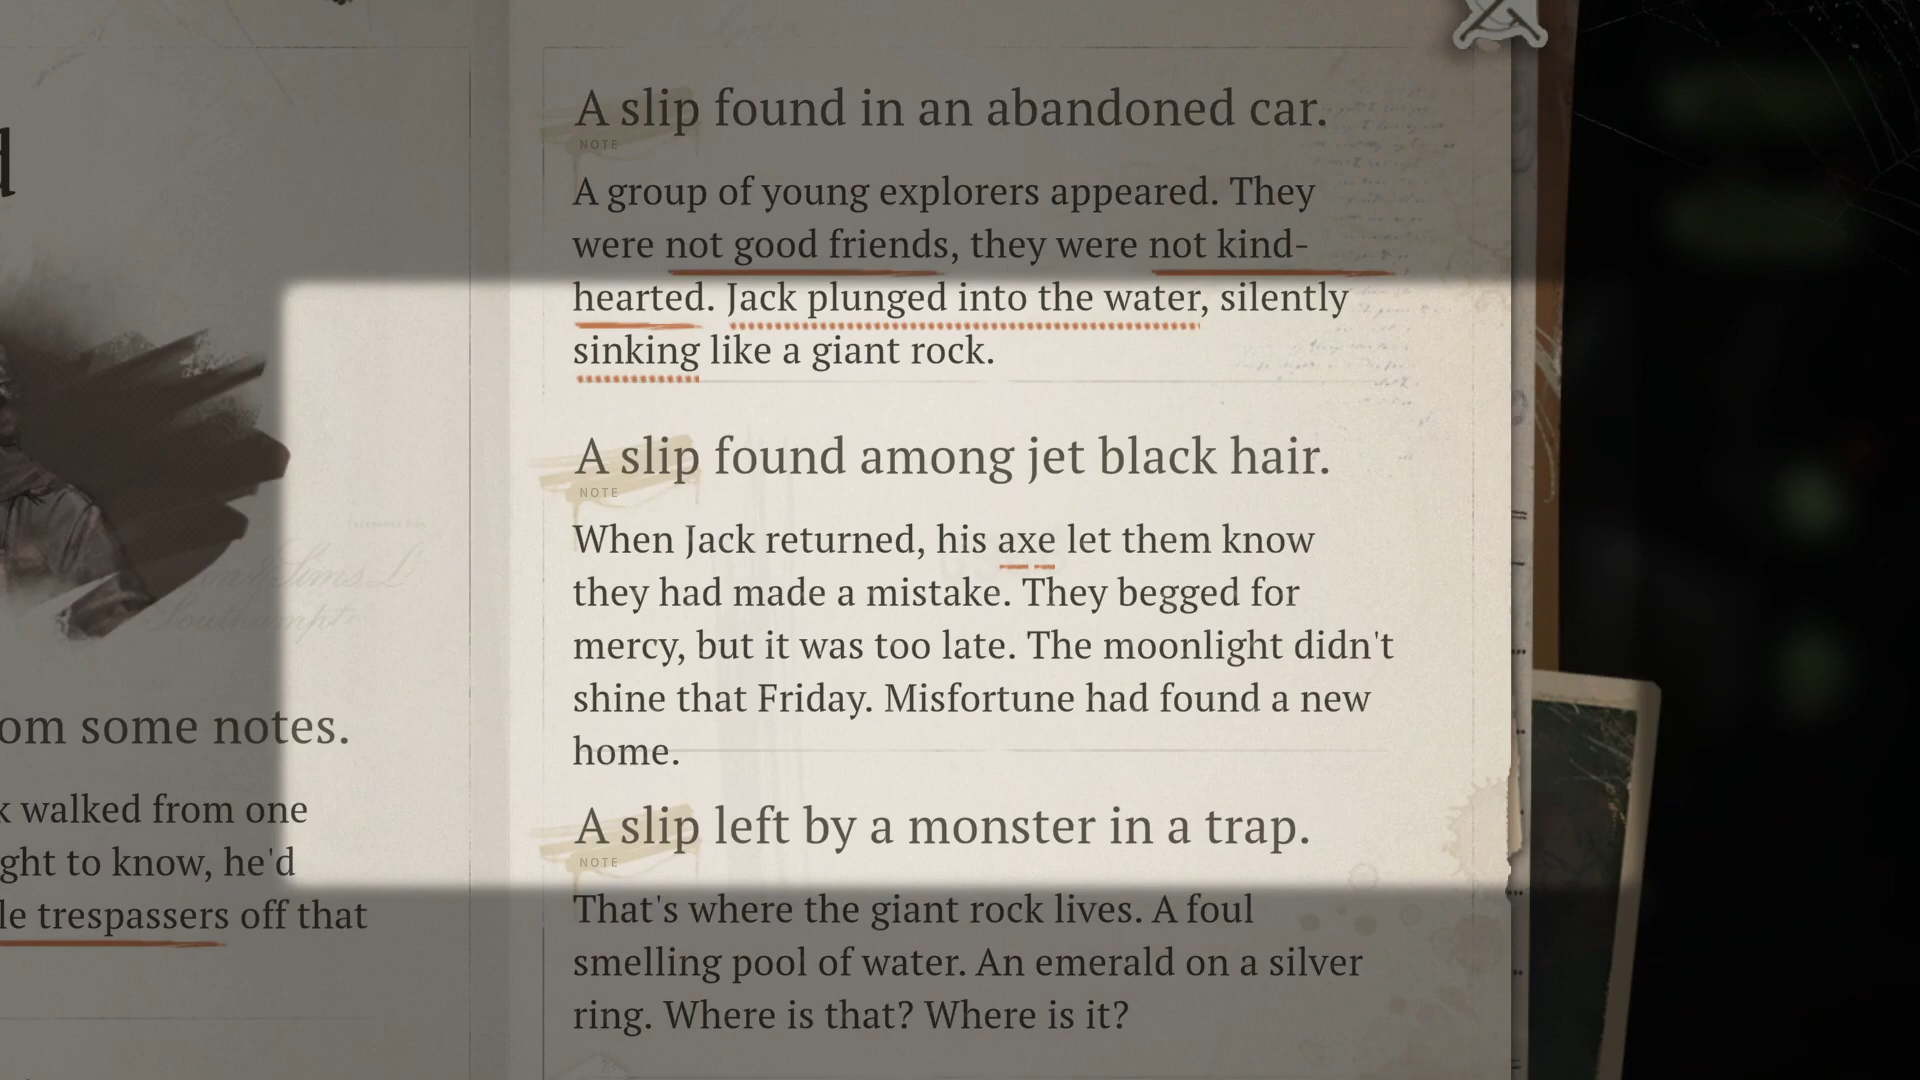 d
om some notes.
k walked from one
ght to know, he'd
le trespassers off that
A slip found in an abandoned car.
NOTE
A group of young explorers appeared. They
were not good friends, they were not kind-
hearted. Jack plunged into the water, silently
sinking like a giant rock.
A slip found among jet black hair.
NOTE
When Jack returned, his axe let them know
they had made a mistake. They begged for
mercy, but it was too late. The moonlight didn't
shine that Friday. Misfortune had found a new
home.
A slip left by a monster in a trap.
NOTE
That's where the giant rock lives. A foul
smelling pool of water. An emerald on a silver
ring. Where is that? Where is it?